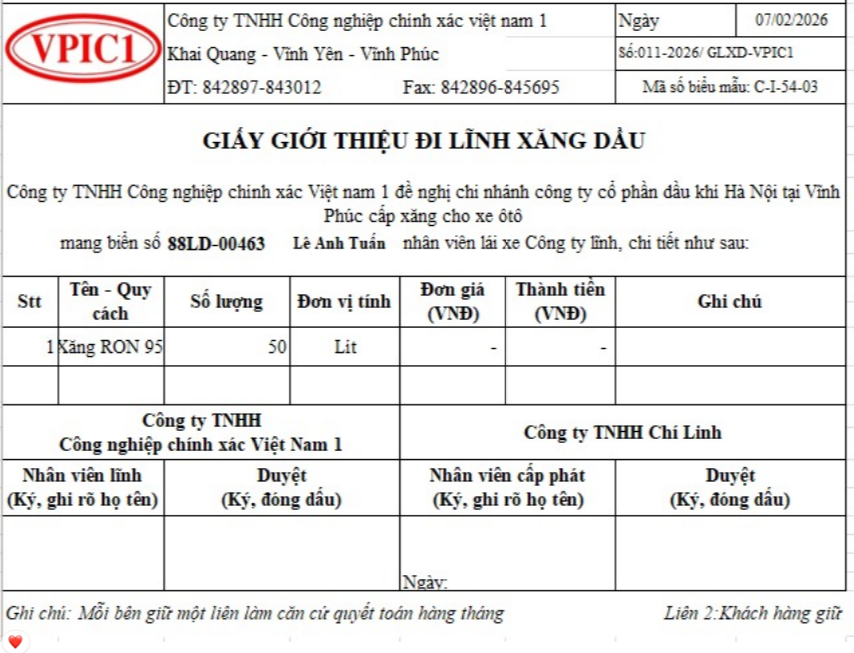 VPIC1
Công ty TNHH Công nghiệp chính xác việt nam 1
Ngày 07/02/2026
Khai Quang - Vĩnh Yên - Vĩnh Phúc
Số:011-2026/ GLXD-VPIC1
ĐT: 842897-843012 Fax: 842896-845695
Mã số biểu mẫu: C-I-54-03
GIẤY GIỚI THIỆU ĐI LĨNH XĂNG DẦU
Công ty TNHH Công nghiệp chính xác Việt nam 1 đề nghị chi nhánh công ty cổ phần dầu khi Hà Nội tại Vĩnh
Phúc cấp xăng cho xe ôtô
mang biển số 88LD-00463 Lê Anh Tuấn nhân viên lái xe Công ty lĩnh, chi tiết như sau:
Stt Tên - Quy cách Số lượng Đơn vị tính Đơn giá (VNĐ) Thành tiền (VNĐ) Ghi chú
1 Xăng RON 95 50 Lít - -
Công ty TNHH
Công nghiệp chính xác Việt Nam 1
Công ty TNHH Chí Linh
Nhân viên lĩnh Duyệt Nhân viên cấp phát Duyệt
(Ký, ghi rõ họ tên) (Ký, đóng dấu) (Ký, ghi rõ họ tên) (Ký, đóng dấu)
Ngày:
Ghi chú: Mỗi bên giữ một liên làm căn cứ quyết toán hàng tháng Liên 2:Khách hàng giữ